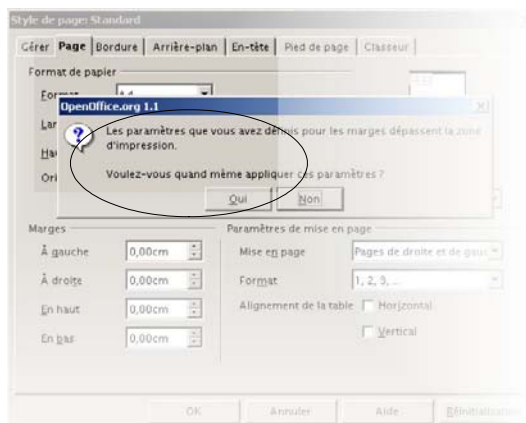 Style de page: Standard
Gérer Page Bordure Arrière-plan En-tête Pied de page Classeur
Format de papier
Format A4
OpenOffice.org 1.1
Les paramètres que vous avez définis pour les marges dépassent la zone
d'impression.
Voulez-vous quand même appliquer ces paramètres ?
Oui Non
Marges Paramètres de mise en page
À gauche 0,00cm Mise en page Pages de droite et de gauc
À droite 0,00cm Format 1, 2, 3, ...
En haut 0,00cm Alignement de la table Horizontal
En bas 0,00cm Vertical
OK Annuler Aide Réinitialisation